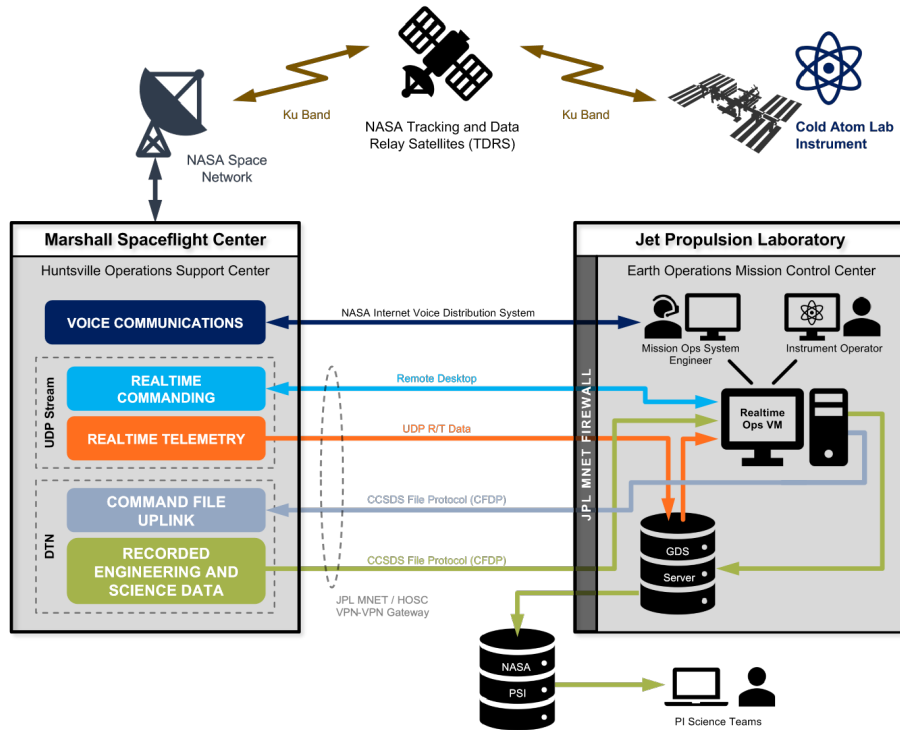 Ku Band
Ku Band
NASA Tracking and Data
Relay Satellites (TDRS)
Cold Atom Lab
Instrument
NASA Space
Network
Marshall Spaceflight Center
Huntsville Operations Support Center
VOICE COMMUNICATIONS
UDP Stream
REALTIME
COMMANDING
REALTIME TELEMETRY
DTN
COMMAND FILE
UPLINK
RECORDED
ENGINEERING AND
SCIENCE DATA
NASA Internet Voice Distribution System
Remote Desktop
UDP R/T Data
CCSDS File Protocol (CFDP)
CCSDS File Protocol (CFDP)
JPL MNET / HOSC
VPN-VPN Gateway
Jet Propulsion Laboratory
JPL MNET FIREWALL
Earth Operations Mission Control Center
Mission Ops System
Engineer
Instrument Operator
Realtime
Ops VM
GDS
Server
NASA
PSI
PI Science Teams